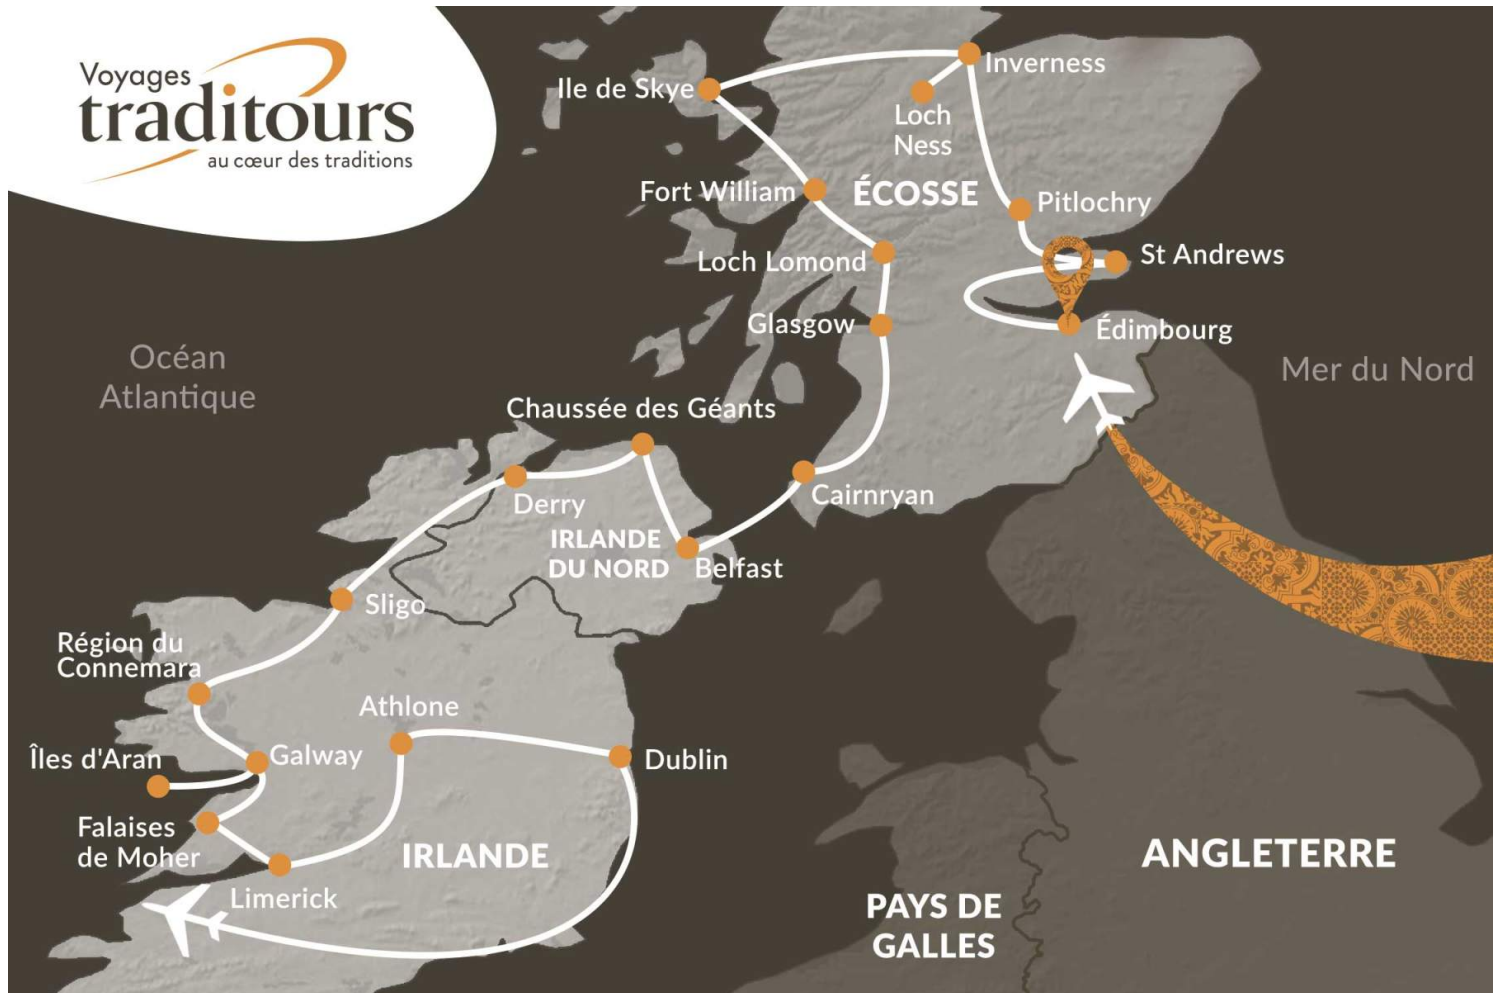 Voyages
traditours
au cœur des traditions
Ile de Skye
Inverness
Loch
Ness
Fort William
ÉCOSSE
Pitlochry
Loch Lomond
St Andrews
Glasgow
Édimbourg
Océan
Atlantique
Mer du Nord
Chaussée des Géants
Derry
Cairnryan
IRLANDE
DU NORD
Belfast
Sligo
Région du
Connemara
Athlone
Îles d'Aran
Galway
Dublin
Falaises
de Moher
IRLANDE
ANGLETERRE
Limerick
PAYS DE
GALLES